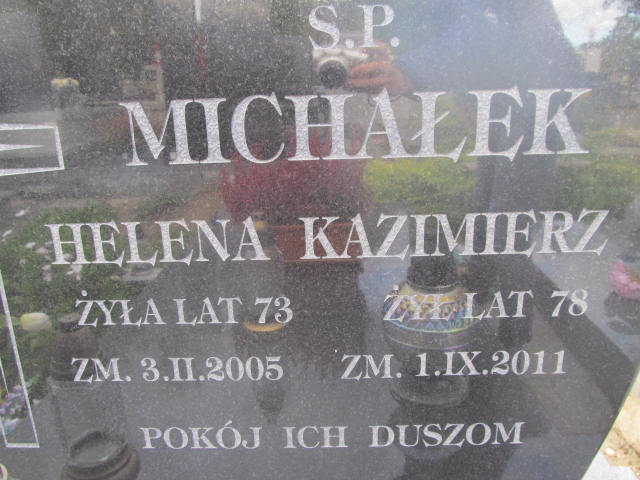 Ś.P.
MICHAŁEK
HELENA KAZIMIERZ
ŻYŁA LAT 73 ŻYŁ LAT 78
ZM. 3.II.2005 ZM. 1.IX.2011
POKÓJ ICH DUSZOM